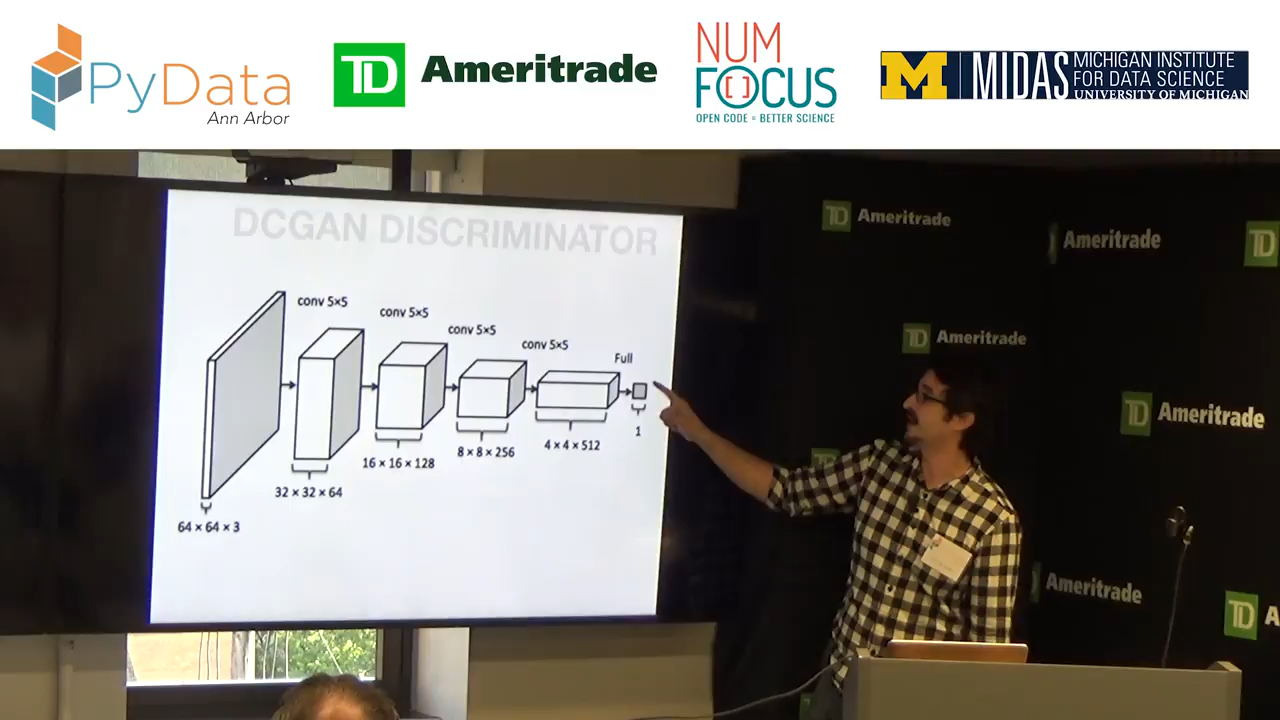 PyData
Ann Arbor
TD Ameritrade
NUM
FOCUS
OPEN CODE = BETTER SCIENCE
M MIDAS
MICHIGAN INSTITUTE
FOR DATA SCIENCE
UNIVERSITY OF MICHIGAN
DCGAN DISCRIMINATOR
conv 5×5
conv 5×5
conv 5×5
conv 5×5
Full
64 × 64 × 3
32 × 32 × 64
16 × 16 × 128
8 × 8 × 256
4 × 4 × 512
1
TD Ameritrade
Ameritrade
TD
TD Ameritrade
TD Ameritrade
TD
Ameritrade
TD A